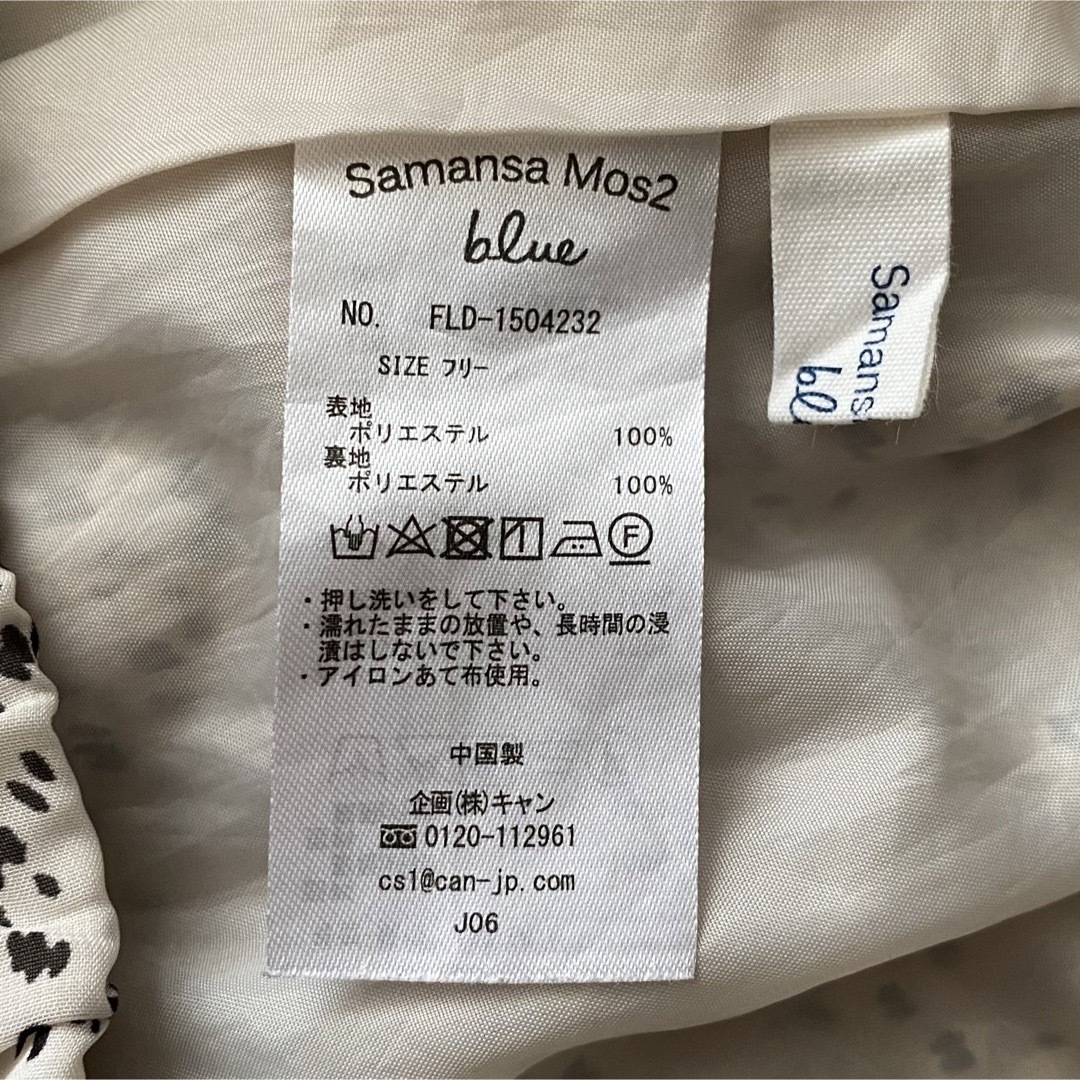 Samansa Mos2
blue
NO. FLD-1504232
SIZE フリー
表地
ポリエステル 100%
裏地
ポリエステル 100%
F
・押し洗いをして下さい。
・濡れたままの放置や、長時間の浸
漬はしないで下さい。
・アイロンあて布使用。
中国製
企画(株)キャン
0120-112961
cs1@can-jp.com
J06
Samans
bl